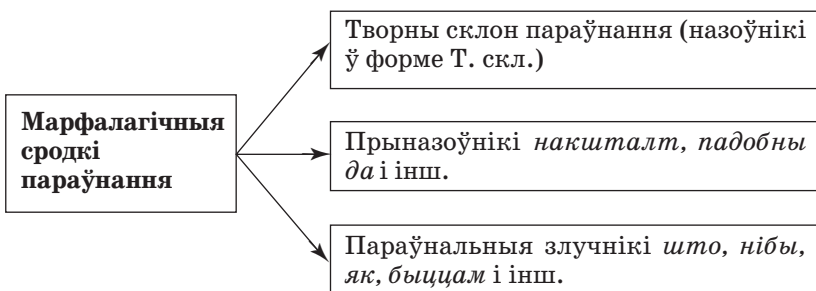 Марфалагічныя
сродкі
параўнання
Творны склон параўнання (назоўнікі
ў форме Т. скл.)
Прыназоўнікі накшталт, падобны
да і інш.
Параўнальныя злучнікі што, нібы,
як, быццам і інш.